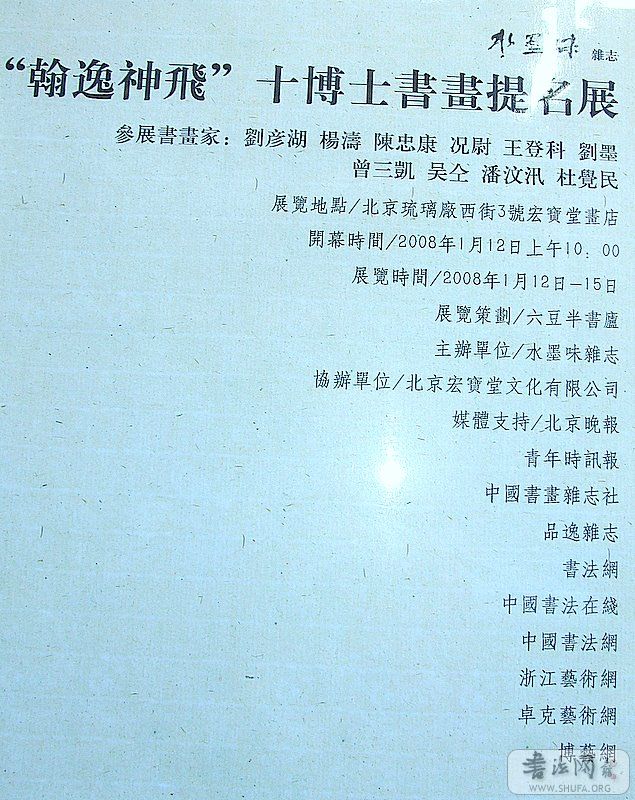 水墨味 雜志
“翰逸神飛” 十博士書畫提名展
參展書畫家：劉彥湖 楊濤 陳忠康 况尉 王登科 劉墨
曾三凱 吴仝 潘汶汛 杜覺民
展覽地點/北京琉璃廠西街3號宏寶堂畫店
開幕時間/2008年1月12日上午10：00
展覽時間/2008年1月12日—15日
展覽策劃/六豆半書廬
主辦單位/水墨味雜志
協辦單位/北京宏寶堂文化有限公司
媒體支持/北京晚報
青年時訊報
中國書畫雜志社
品逸雜志
書法網
中國書法在綫
中國書法網
浙江藝術網
卓克藝術網
博藝網
書法网
WWW.SHUFA.ORG